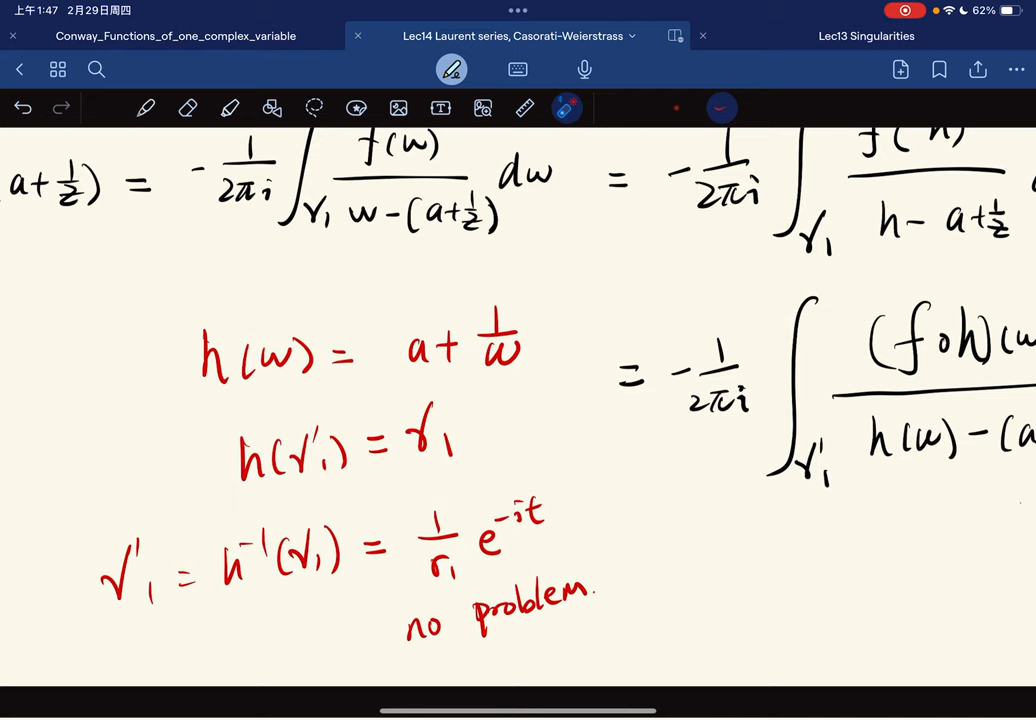 上午1:47 2月29日周四
62%
Conway_Functions_of_one_complex_variable
Lec14 Laurent series, Casorati-Weierstrass
Lec13 Singularities
a+1/z) = -1/2πi ∫γ₁ f(w)/w-(a+1/z) dw = -1/2πi ∫γ₁ f(h)/h-a+1/z
h(w) = a+1/w
= -1/2πi ∫γ₁' (f∘h)(w/h(w)-(a
h(γ₁') = γ₁
γ₁' = h⁻¹(γ₁) = 1/r₁ e^-it
no problem.